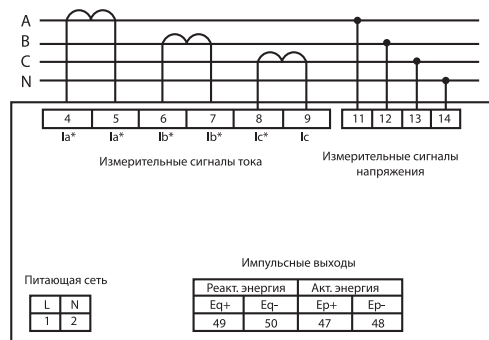 A
B
C
N
4 5 6 7 8 9 11 12 13 14
Ia* Ia* Ib* Ib* Ic* Ic
Измерительные сигналы тока
Измерительные сигналы
напряжения
Импульсные выходы
Питающая сеть
Реакт. энергия Акт. энергия
L N Eq+ Eq- Ep+ Ep-
1 2 49 50 47 48